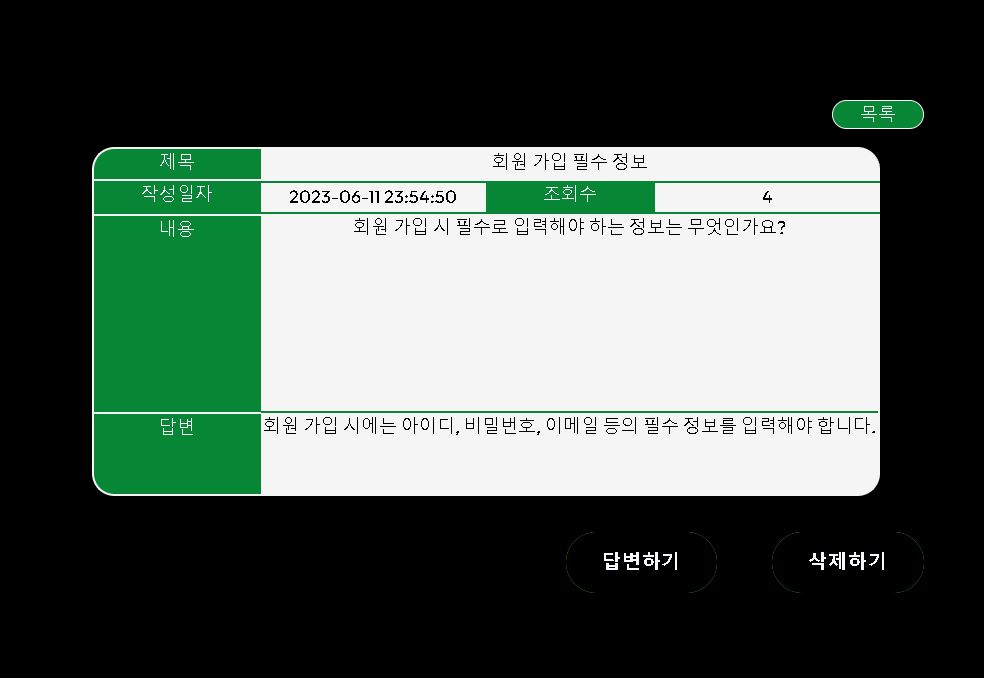 목록
제목 회원 가입 필수 정보
작성일자 2023-06-11 23:54:50 조회수 4
내용 회원 가입 시 필수로 입력해야 하는 정보는 무엇인가요?
답변 회원 가입 시에는 아이디, 비밀번호, 이메일 등의 필수 정보를 입력해야 합니다.
답변하기 삭제하기